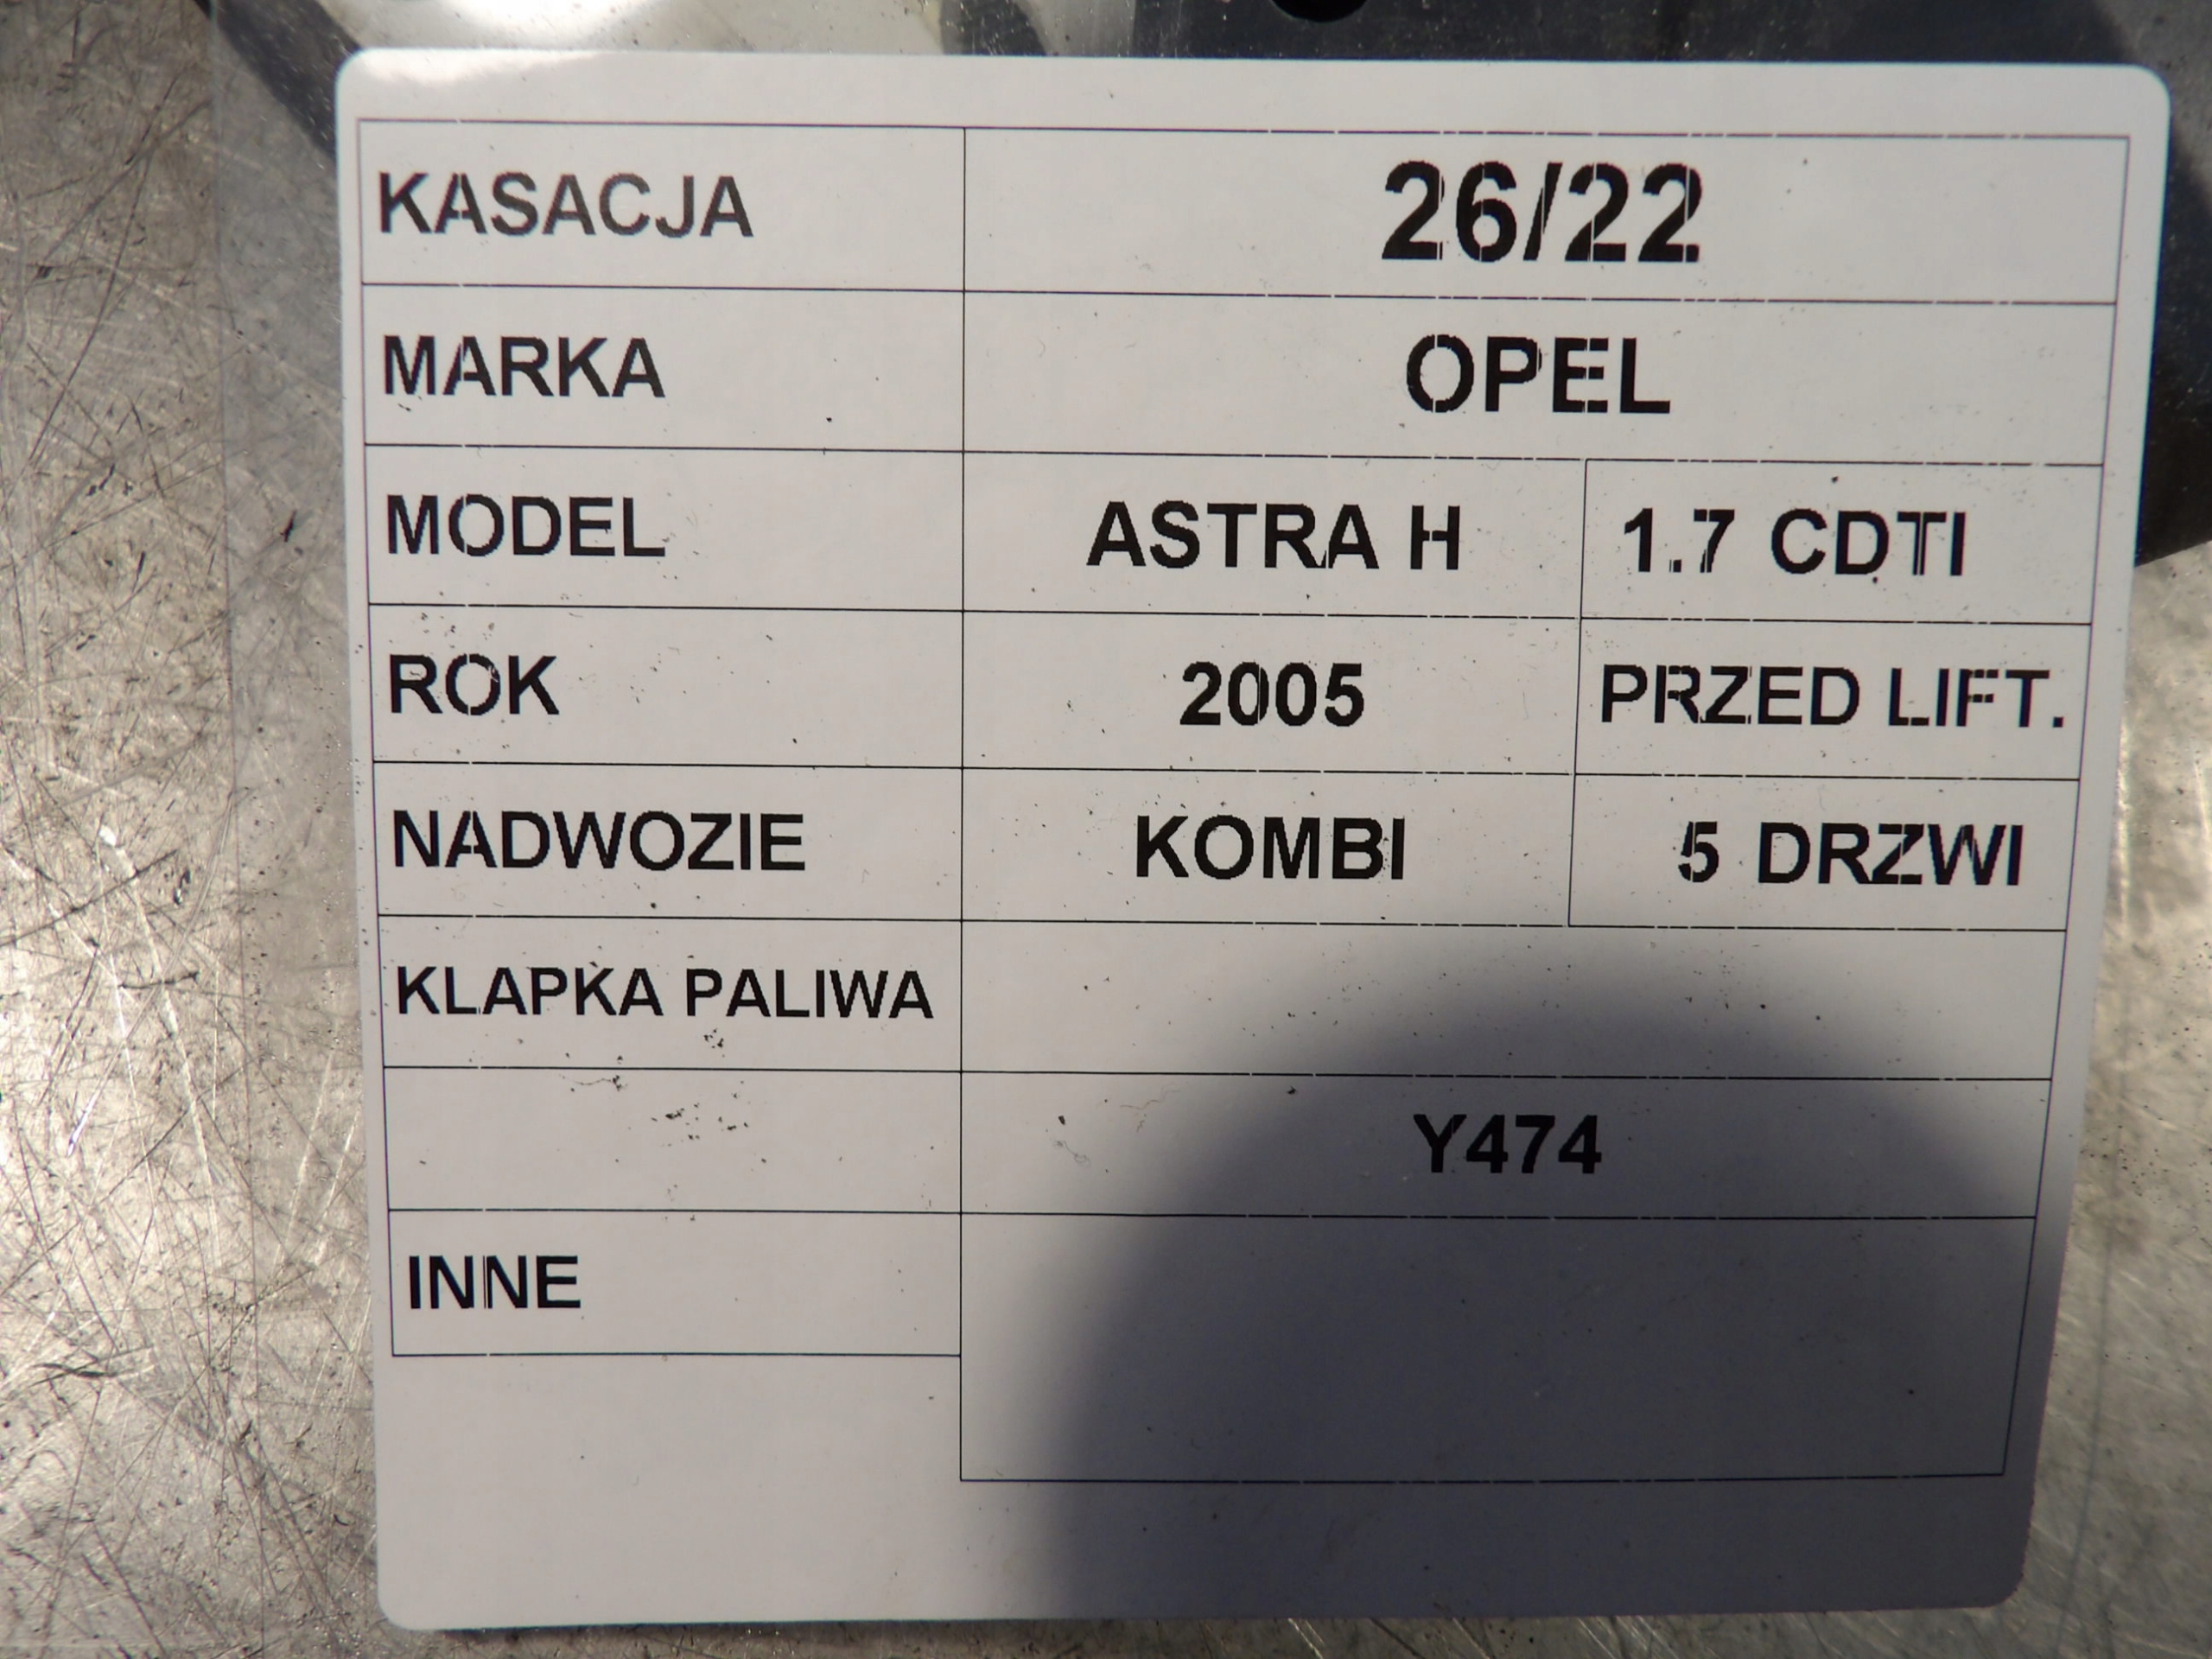 KASACJA 26/22
MARKA OPEL
MODEL ASTRA H 1.7 CDTI
ROK 2005 PRZED LIFT.
NADWOZIE KOMBI 5 DRZWI
KLAPKA PALIWA
Y474
INNE